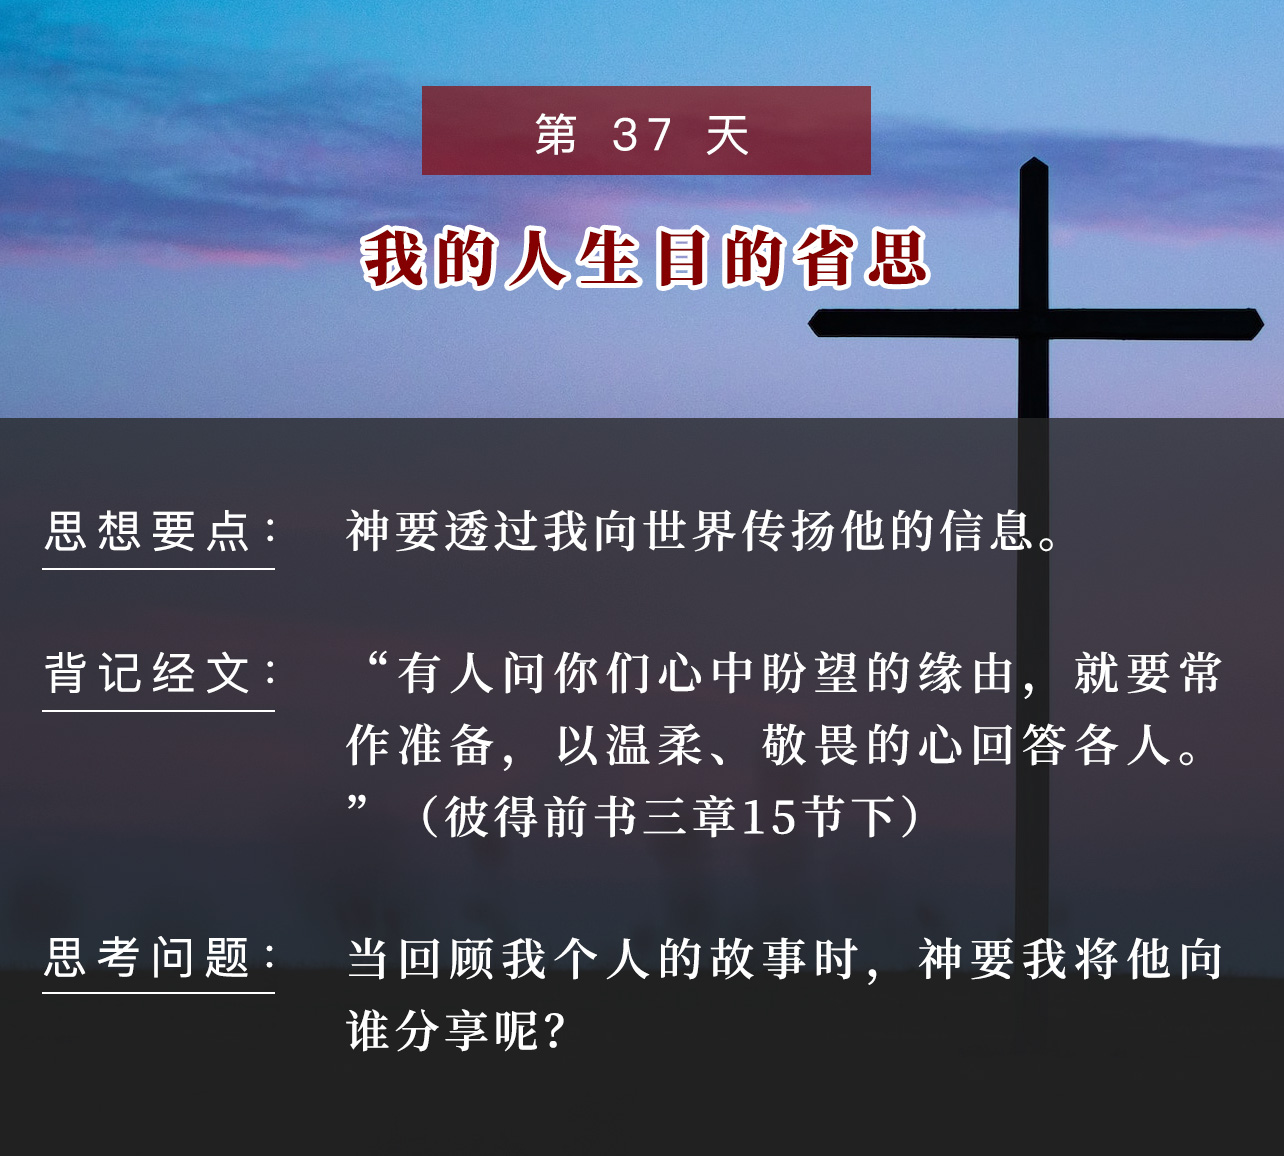 第 37 天
我的人生目的省思
思想要点： 神要透过我向世界传扬他的信息。
背记经文： “有人问你们心中盼望的缘由，就要常
作准备，以温柔、敬畏的心回答各人。
”（彼得前书三章15节下）
思考问题： 当回顾我个人的故事时，神要我将他向
谁分享呢？